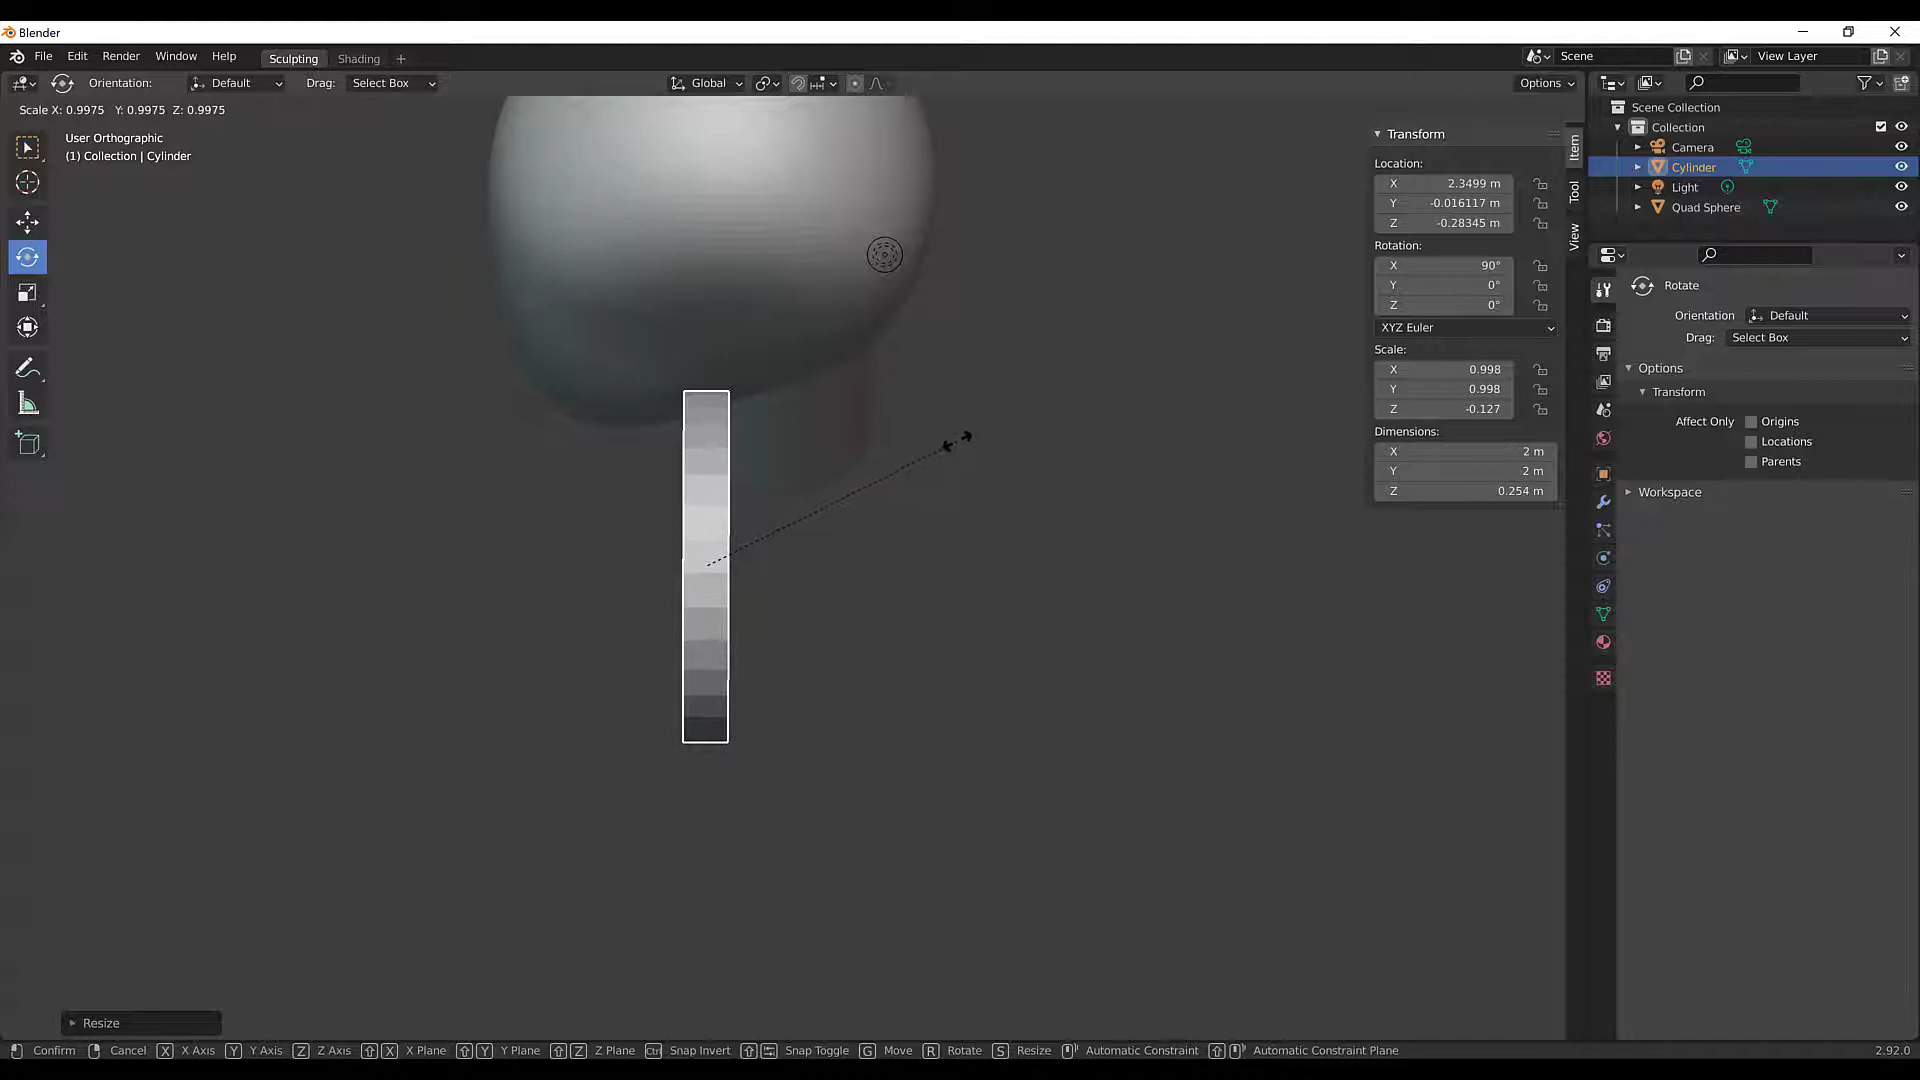 Blender
File Edit Render Window Help Sculpting Shading + Scene View Layer
Orientation: Default Drag: Select Box Global Options
Scale X: 0.9975 Y: 0.9975 Z: 0.9975
User Orthographic
(1) Collection | Cylinder
Transform
Location:
X 2.3499 m
Y -0.016117 m
Z -0.28345 m
Rotation:
X 90°
Y 0°
Z 0°
XYZ Euler
Scale:
X 0.998
Y 0.998
Z -0.127
Dimensions:
X 2 m
Y 2 m
Z 0.254 m
Item
Tool
View
Scene Collection
Collection
Camera
Cylinder
Light
Quad Sphere
Rotate
Orientation Default
Drag: Select Box
Options
Transform
Affect Only Origins
Locations
Parents
Workspace
Resize
Confirm Cancel X X Axis Y Y Axis Z Z Axis X X Plane Y Y Plane Z Z Plane Ctrl Snap Invert Snap Toggle G Move R Rotate S Resize Automatic Constraint Automatic Constraint Plane 2.92.0